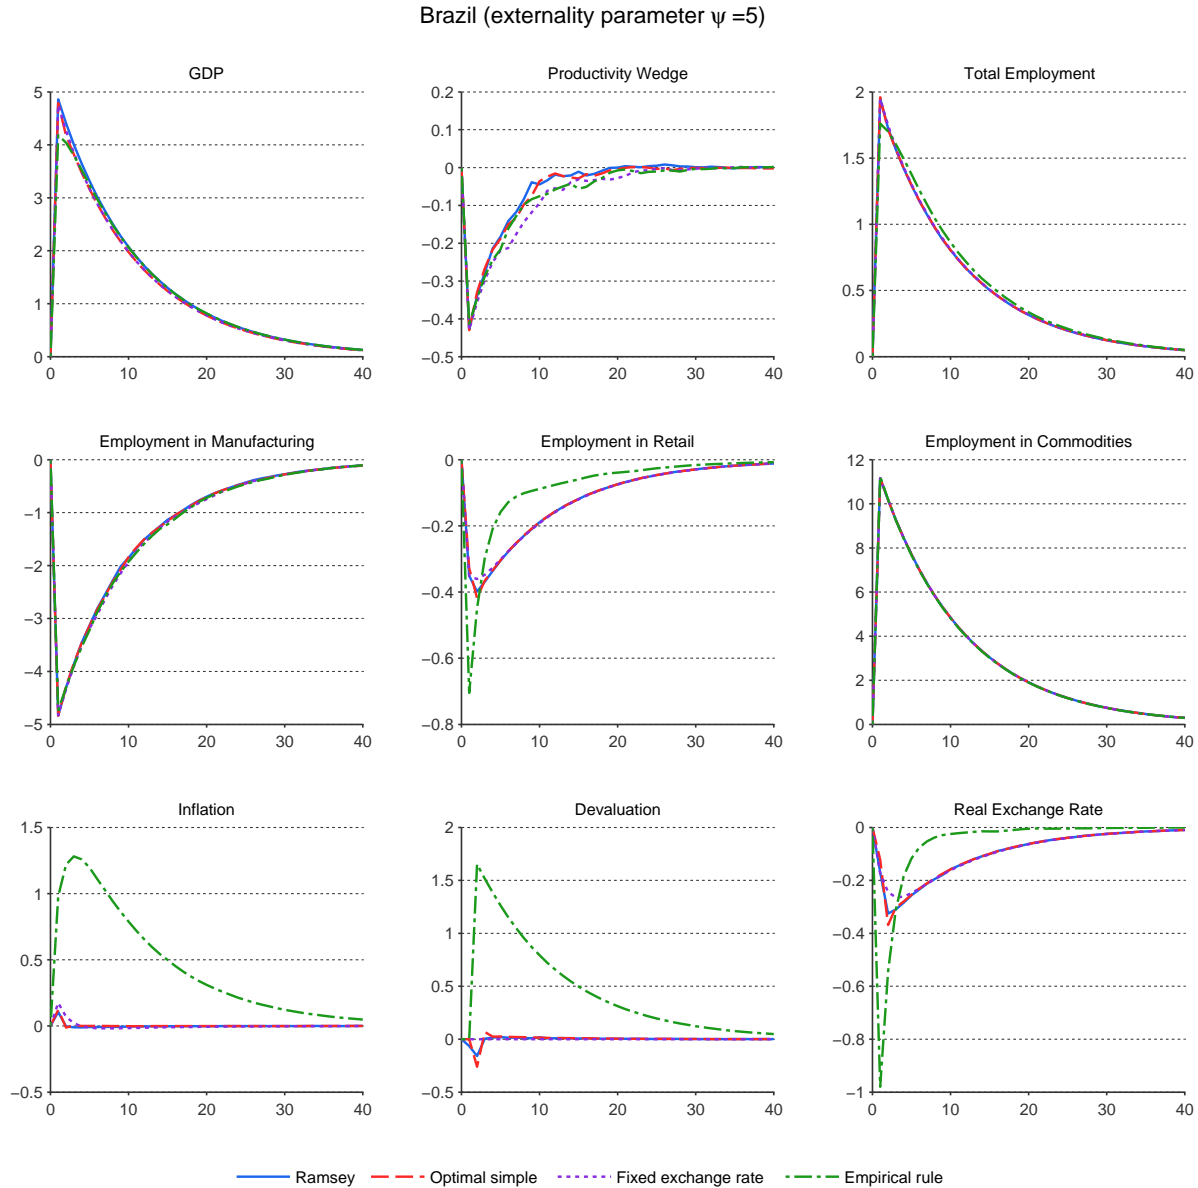 Brazil (externality parameter ψ =5)
GDP
Productivity Wedge
Total Employment
5
4
3
2
1
0
0 10 20 30 40
0.2
0.1
0
−0.1
−0.2
−0.3
−0.4
−0.5
0 10 20 30 40
2
1.5
1
0.5
0
0 10 20 30 40
Employment in Manufacturing
Employment in Retail
Employment in Commodities
0
−1
−2
−3
−4
−5
0 10 20 30 40
0
−0.2
−0.4
−0.6
−0.8
0 10 20 30 40
12
10
8
6
4
2
0
0 10 20 30 40
Inflation
Devaluation
Real Exchange Rate
1.5
1
0.5
0
−0.5
0 10 20 30 40
2
1.5
1
0.5
0
−0.5
0 10 20 30 40
0
−0.2
−0.4
−0.6
−0.8
−1
0 10 20 30 40
Ramsey Optimal simple Fixed exchange rate Empirical rule